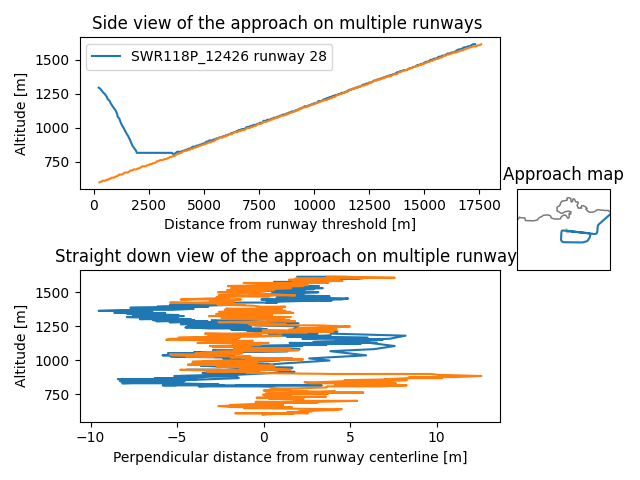 Side view of the approach on multiple runways
1500
1250
1000
750
Altitude [m]
SWR118P_12426 runway 28
0 2500 5000 7500 10000 12500 15000 17500
Distance from runway threshold [m]
Approach map
Straight down view of the approach on multiple runway
1500
1250
1000
750
Altitude [m]
−10 −5 0 5 10
Perpendicular distance from runway centerline [m]